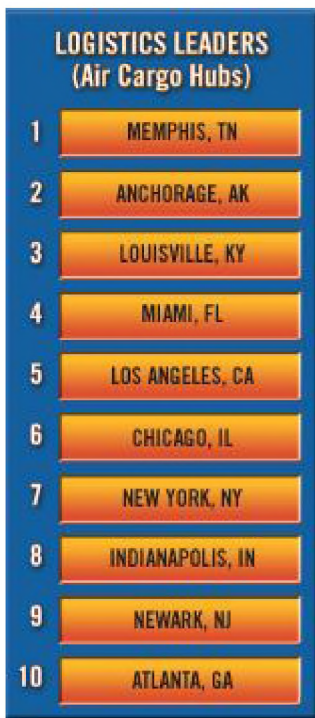 LOGISTICS LEADERS
(Air Cargo Hubs)
1 MEMPHIS, TN
2 ANCHORAGE, AK
3 LOUISVILLE, KY
4 MIAMI, FL
5 LOS ANGELES, CA
6 CHICAGO, IL
7 NEW YORK, NY
8 INDIANAPOLIS, IN
9 NEWARK, NJ
10 ATLANTA, GA